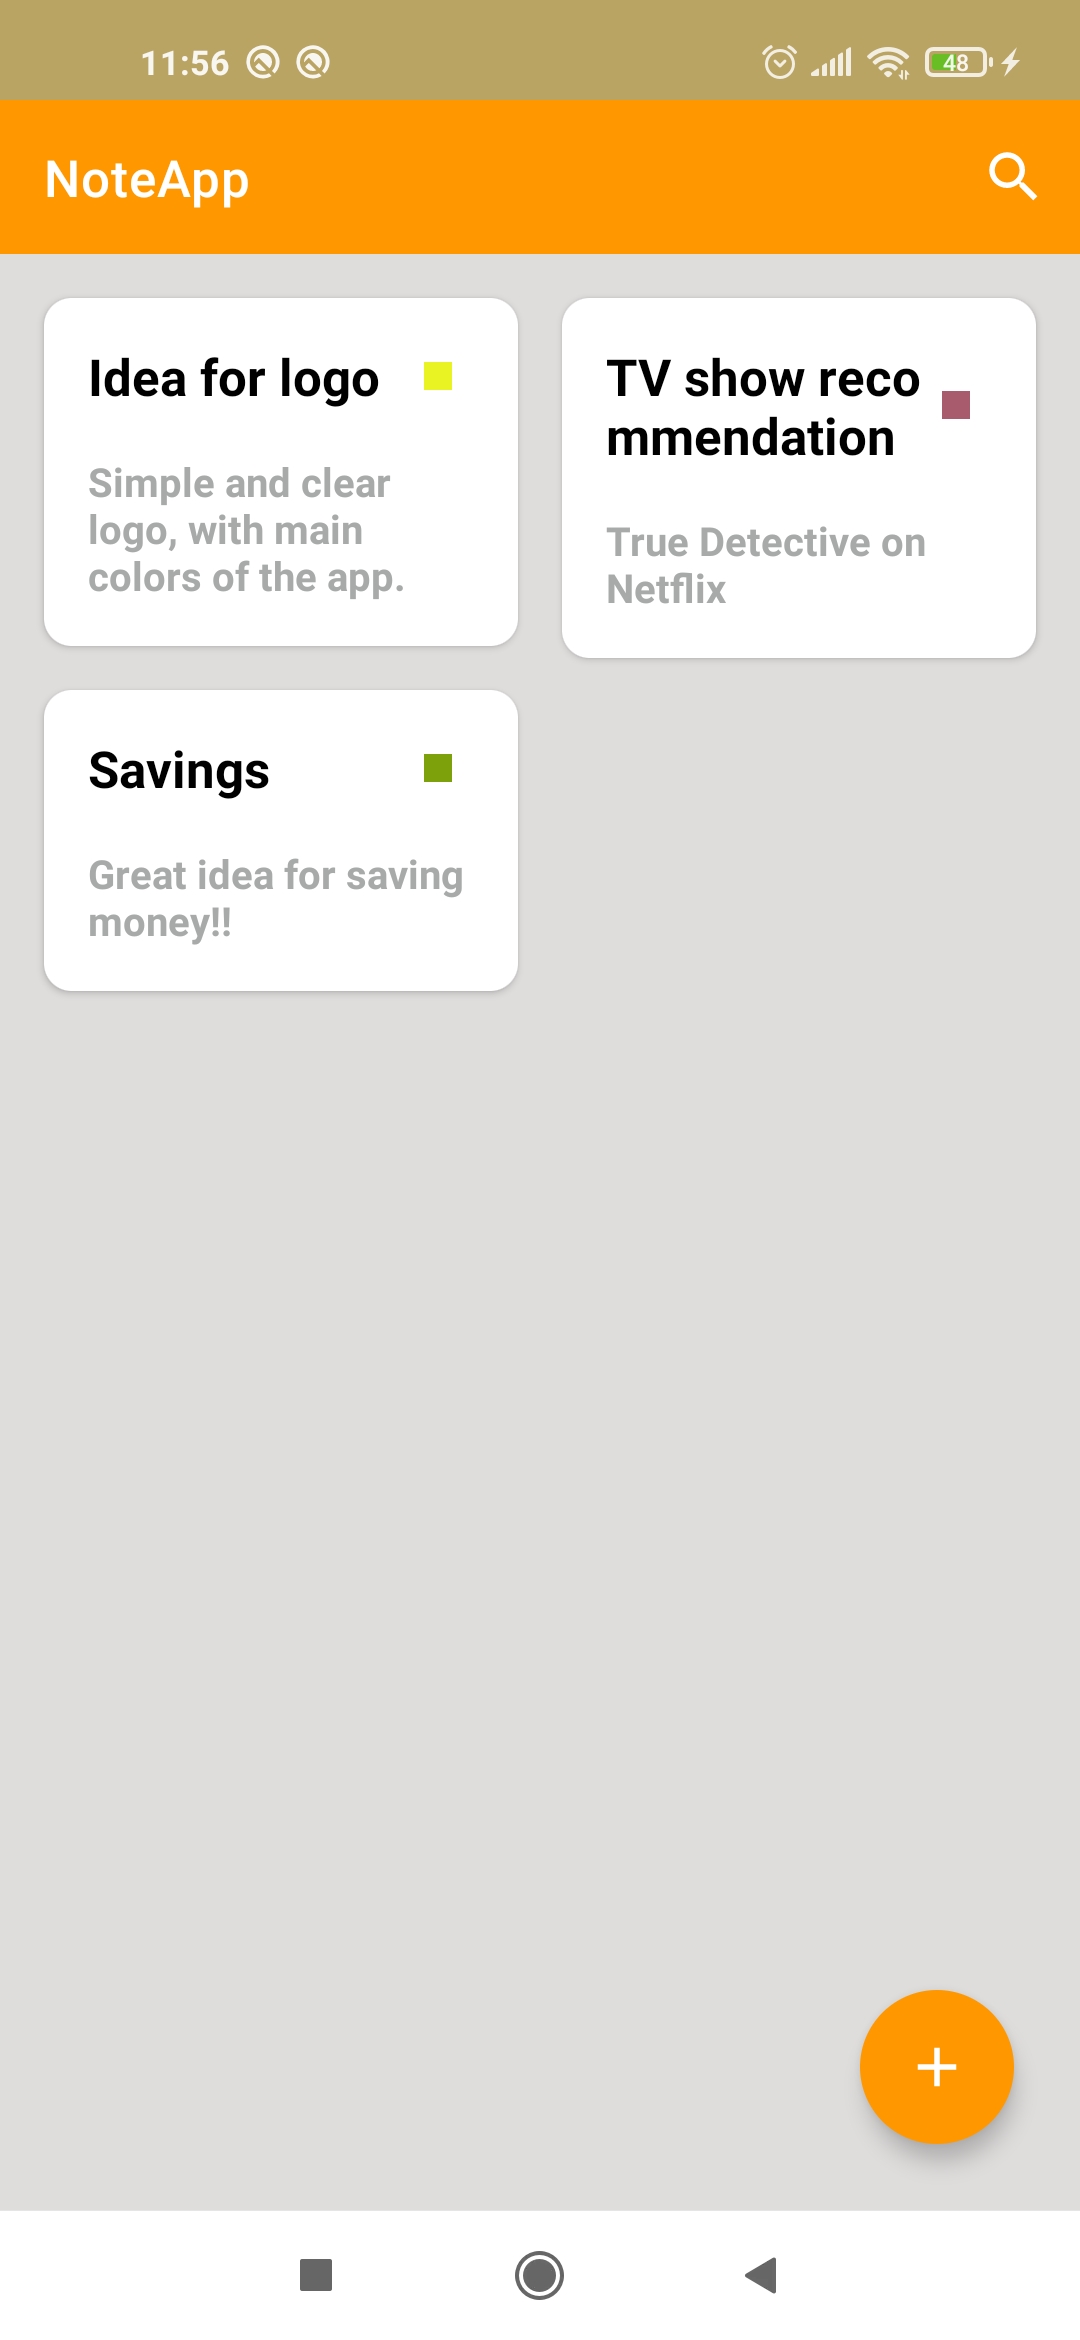 11:56
48
NoteApp
Idea for logo
Simple and clear
logo, with main
colors of the app.
TV show reco
mmendation
True Detective on
Netflix
Savings
Great idea for saving
money!!